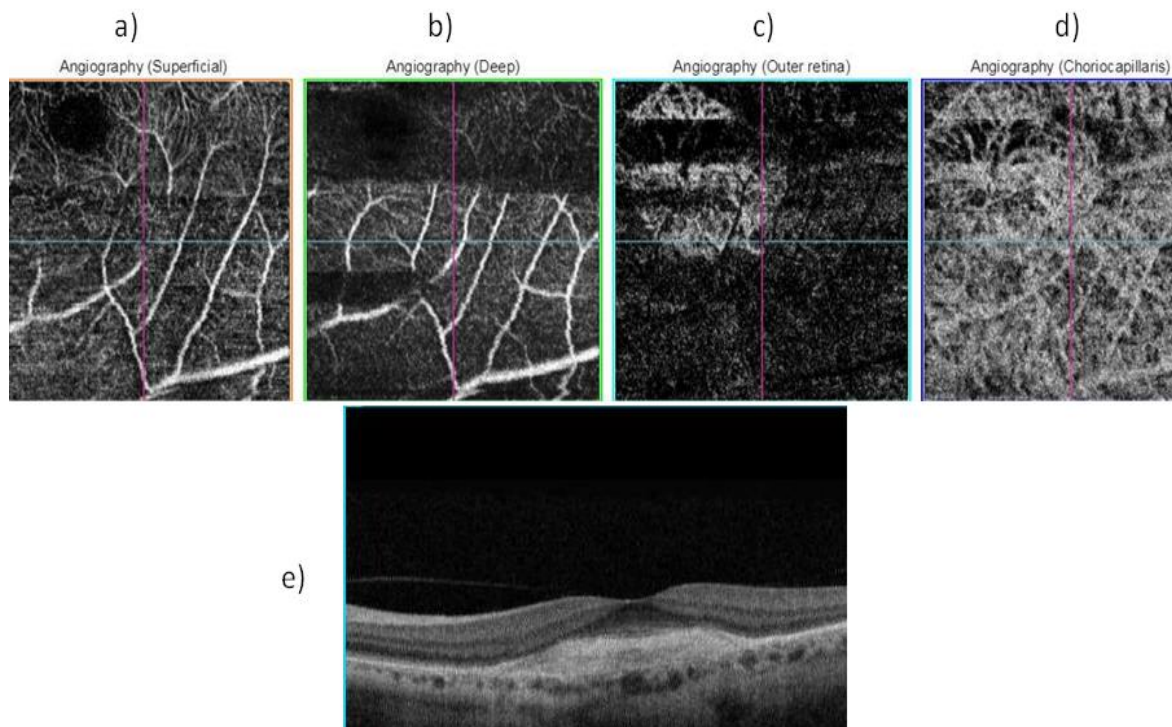 a)
b)
c)
d)
Angiography (Superficial)
Angiography (Deep)
Angiography (Outer retina)
Angiography (Choriocapillaris)
e)